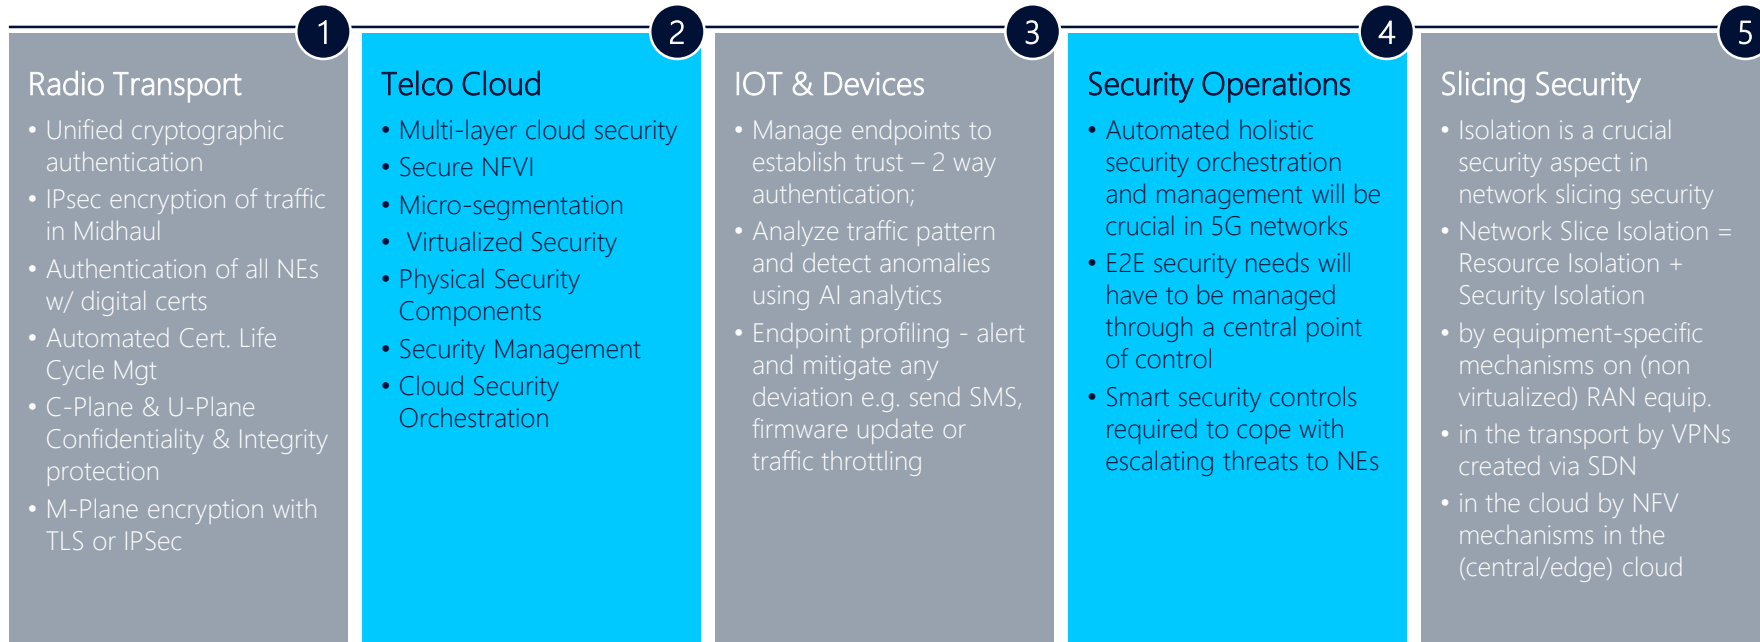 1
Radio Transport
• Unified cryptographic
authentication
• IPsec encryption of traffic
in Midhaul
• Authentication of all NEs
w/ digital certs
• Automated Cert. Life
Cycle Mgt
• C-Plane & U-Plane
Confidentiality & Integrity
protection
• M-Plane encryption with
TLS or IPSec
2
Telco Cloud
• Multi-layer cloud security
• Secure NFVI
• Micro-segmentation
• Virtualized Security
• Physical Security
Components
• Security Management
• Cloud Security
Orchestration
3
IOT & Devices
• Manage endpoints to
establish trust – 2 way
authentication;
• Analyze traffic pattern
and detect anomalies
using AI analytics
• Endpoint profiling - alert
and mitigate any
deviation e.g. send SMS,
firmware update or
traffic throttling
4
Security Operations
• Automated holistic
security orchestration
and management will be
crucial in 5G networks
• E2E security needs will
have to be managed
through a central point
of control
• Smart security controls
required to cope with
escalating threats to NEs
5
Slicing Security
• Isolation is a crucial
security aspect in
network slicing security
• Network Slice Isolation =
Resource Isolation +
Security Isolation
• by equipment-specific
mechanisms on (non
virtualized) RAN equip.
• in the transport by VPNs
created via SDN
• in the cloud by NFV
mechanisms in the
(central/edge) cloud